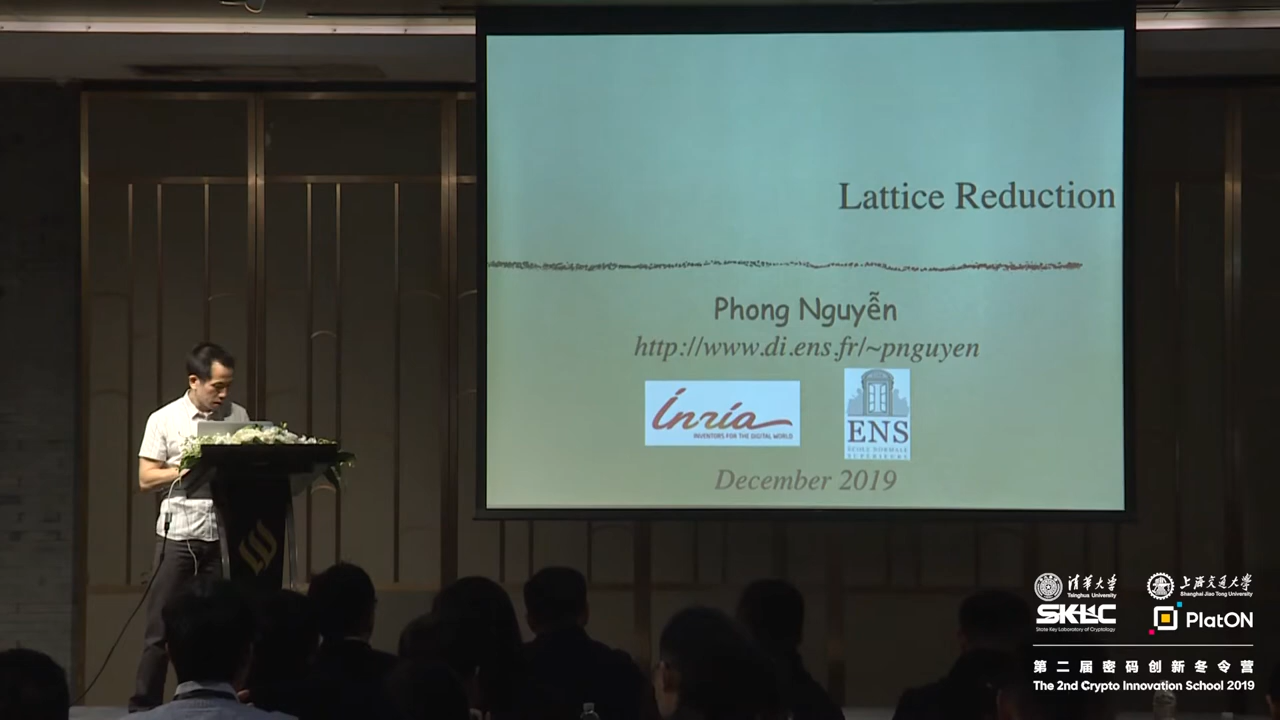 Lattice Reduction
Phong Nguyễn
http://www.di.ens.fr/~pnguyen
Inria
INVENTORS FOR THE DIGITAL WORLD
ENS
ÉCOLE NORMALE
SUPÉRIEURE
December 2019
清华大学
Tsinghua University
上海交通大学
Shanghai Jiao Tong University
SKLC
State Key Laboratory of Cryptology
PlatON
第二届密码创新冬令营
The 2nd Crypto Innovation School 2019